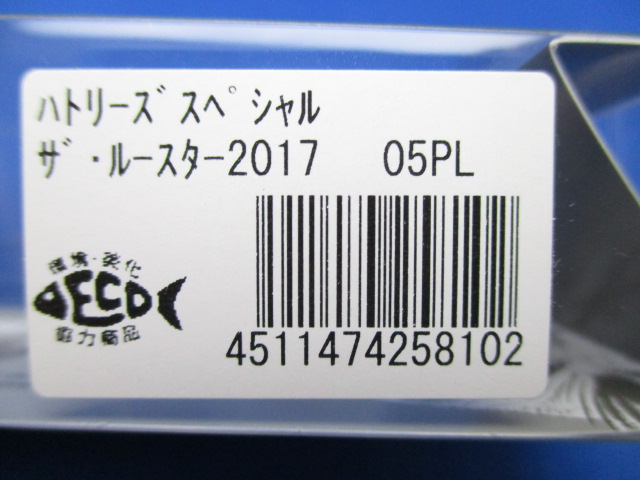 ﾊﾄﾘｰｽﾞｽﾍﾟｼｬﾙ
ｻﾞ・ﾙｰｽﾀｰ2017 05PL
環境・美化
ECO
協力商品
4511474258102